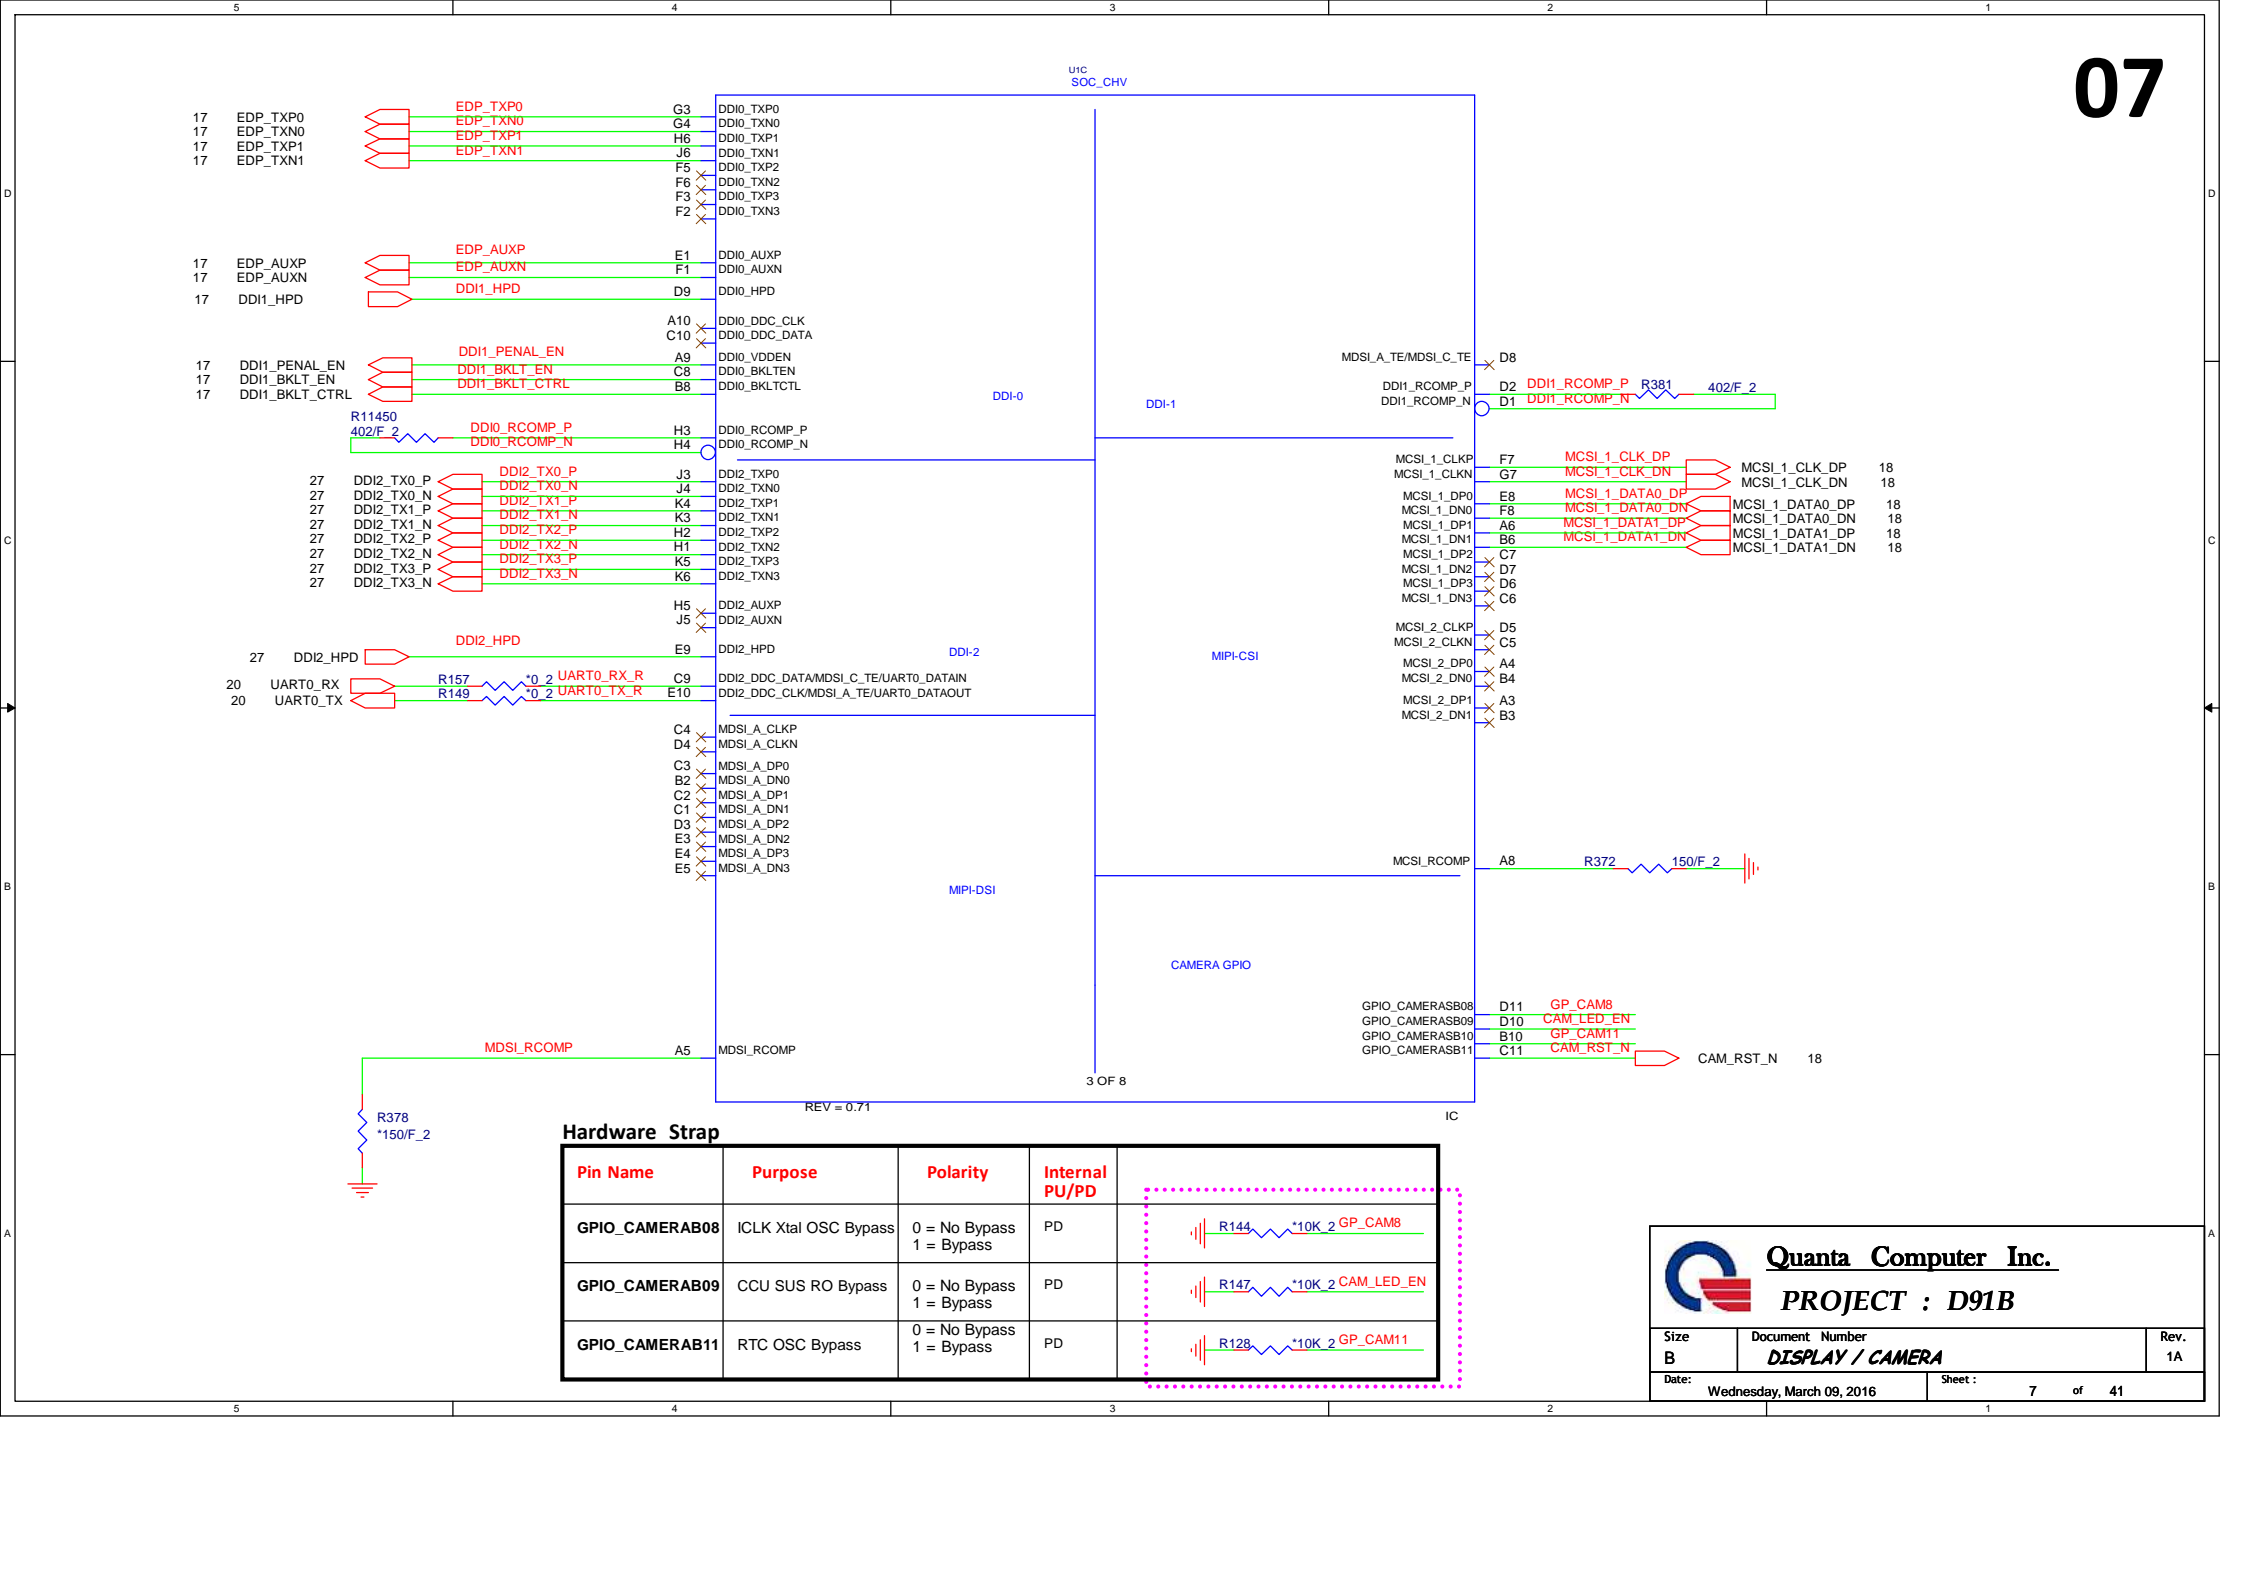 5 4 3 2 1
07
U1C
SOC_CHV
17 EDP_TXP0 EDP_TXP0 G3 DDI0_TXP0
17 EDP_TXN0 EDP_TXN0 G4 DDI0_TXN0
17 EDP_TXP1 EDP_TXP1 H6 DDI0_TXP1
17 EDP_TXN1 EDP_TXN1 J6 DDI0_TXN1
F5 DDI0_TXP2
F6 DDI0_TXN2
F3 DDI0_TXP3
F2 DDI0_TXN3
D D
17 EDP_AUXP EDP_AUXP E1 DDI0_AUXP
17 EDP_AUXN EDP_AUXN F1 DDI0_AUXN
17 DDI1_HPD DDI1_HPD D9 DDI0_HPD
A10 DDI0_DDC_CLK
C10 DDI0_DDC_DATA
17 DDI1_PENAL_EN DDI1_PENAL_EN A9 DDI0_VDDEN
17 DDI1_BKLT_EN DDI1_BKLT_EN C8 DDI0_BKLTEN
17 DDI1_BKLT_CTRL DDI1_BKLT_CTRL B8 DDI0_BKLTCTL
DDI-0
DDI-1
MDSI_A_TE/MDSI_C_TE D8
DDI1_RCOMP_P D2 DDI1_RCOMP_P R381 402/F_2
DDI1_RCOMP_N D1 DDI1_RCOMP_N
R11450
402/F_2 DDI0_RCOMP_P H3 DDI0_RCOMP_P
DDI0_RCOMP_N H4 DDI0_RCOMP_N
27 DDI2_TX0_P DDI2_TX0_P J3 DDI2_TXP0
27 DDI2_TX0_N DDI2_TX0_N J4 DDI2_TXN0
27 DDI2_TX1_P DDI2_TX1_P K4 DDI2_TXP1
27 DDI2_TX1_N DDI2_TX1_N K3 DDI2_TXN1
27 DDI2_TX2_P DDI2_TX2_P H2 DDI2_TXP2
27 DDI2_TX2_N DDI2_TX2_N H1 DDI2_TXN2
27 DDI2_TX3_P DDI2_TX3_P K5 DDI2_TXP3
27 DDI2_TX3_N DDI2_TX3_N K6 DDI2_TXN3
C C
MCSI_1_CLKP F7 MCSI_1_CLK_DP MCSI_1_CLK_DP 18
MCSI_1_CLKN G7 MCSI_1_CLK_DN MCSI_1_CLK_DN 18
MCSI_1_DP0 E8 MCSI_1_DATA0_DP MCSI_1_DATA0_DP 18
MCSI_1_DN0 F8 MCSI_1_DATA0_DN MCSI_1_DATA0_DN 18
MCSI_1_DP1 A6 MCSI_1_DATA1_DP MCSI_1_DATA1_DP 18
MCSI_1_DN1 B6 MCSI_1_DATA1_DN MCSI_1_DATA1_DN 18
MCSI_1_DP2 C7
MCSI_1_DN2 D7
MCSI_1_DP3 D6
MCSI_1_DN3 C6
MCSI_2_CLKP D5
MCSI_2_CLKN C5
MCSI_2_DP0 A4
MCSI_2_DN0 B4
MCSI_2_DP1 A3
MCSI_2_DN1 B3
H5 DDI2_AUXP
J5 DDI2_AUXN
27 DDI2_HPD DDI2_HPD E9 DDI2_HPD
DDI-2
MIPI-CSI
20 UART0_RX R157 *0_2 UART0_RX_R C9 DDI2_DDC_DATA/MDSI_C_TE/UART0_DATAIN
20 UART0_TX R149 *0_2 UART0_TX_R E10 DDI2_DDC_CLK/MDSI_A_TE/UART0_DATAOUT
C4 MDSI_A_CLKP
D4 MDSI_A_CLKN
C3 MDSI_A_DP0
B2 MDSI_A_DN0
C2 MDSI_A_DP1
C1 MDSI_A_DN1
D3 MDSI_A_DP2
E3 MDSI_A_DN2
E4 MDSI_A_DP3
E5 MDSI_A_DN3
MCSI_RCOMP A8 R372 150/F_2
B B
MIPI-DSI
CAMERA GPIO
GPIO_CAMERASB08 D11 GP_CAM8
GPIO_CAMERASB09 D10 CAM_LED_EN
GPIO_CAMERASB10 B10 GP_CAM11
GPIO_CAMERASB11 C11 CAM_RST_N CAM_RST_N 18
MDSI_RCOMP A5 MDSI_RCOMP
3 OF 8
REV = 0.71
IC
R378
*150/F_2
Hardware Strap
Pin Name Purpose Polarity Internal
PU/PD
GPIO_CAMERAB08 ICLK Xtal OSC Bypass 0 = No Bypass PD R144 *10K_2 GP_CAM8
1 = Bypass
GPIO_CAMERAB09 CCU SUS RO Bypass 0 = No Bypass PD R147 *10K_2 CAM_LED_EN
1 = Bypass
GPIO_CAMERAB11 RTC OSC Bypass 0 = No Bypass PD R128 *10K_2 GP_CAM11
1 = Bypass
A A
Quanta Computer Inc.
PROJECT : D91B
Size Document Number Rev.
B DISPLAY / CAMERA 1A
Date: Sheet :
Wednesday, March 09, 2016 7 of 41
5 4 3 2 1